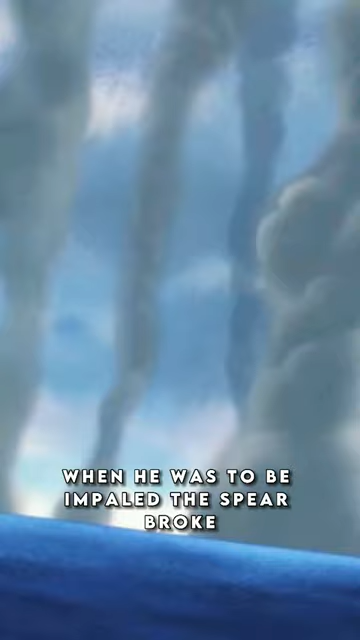 WHEN HE WAS TO BE
IMPALED THE SPEAR
BROKE